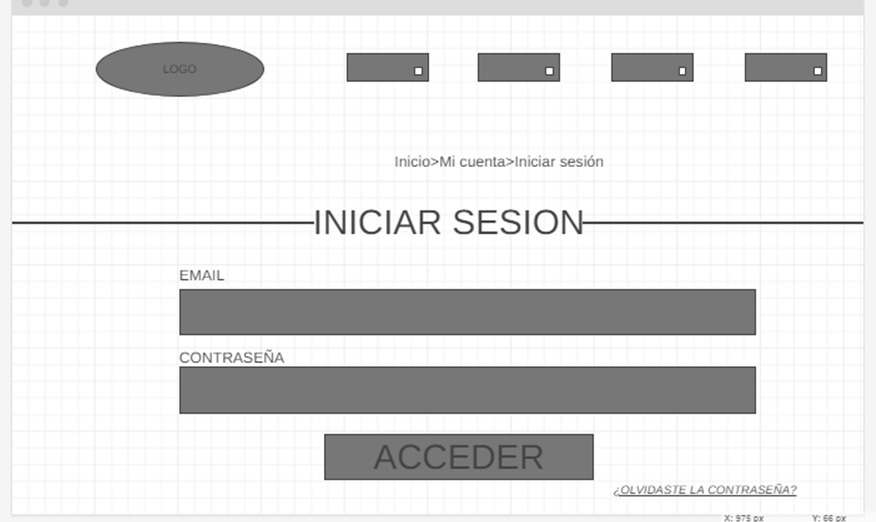 LOGO
Inicio>Mi cuenta>Iniciar sesión
INICIAR SESION
EMAIL
CONTRASEÑA
ACCEDER
¿OLVIDASTE LA CONTRASEÑA?
X: 975 px Y: 66 px